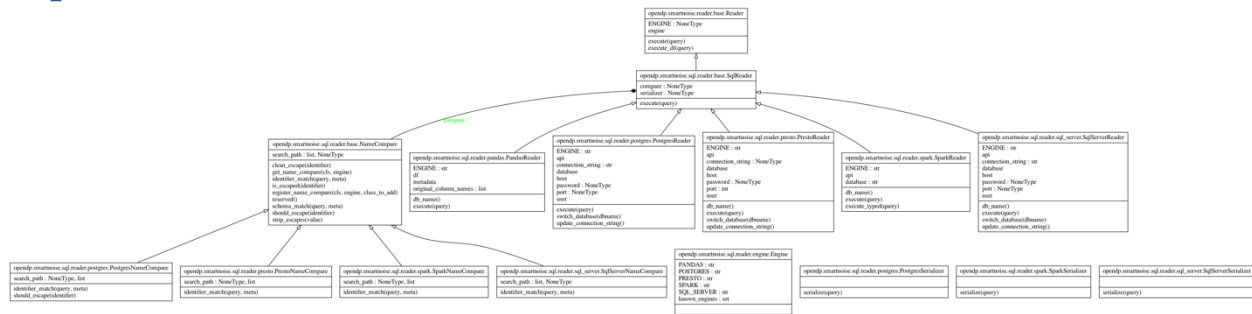 opendp.smartnoise.reader.base.Reader
ENGINE : NoneType
engine
execute(query)
execute_df(query)
opendp.smartnoise.sql.reader.base.SqlReader
compare : NoneType
serializer : NoneType
execute(query)
compare
opendp.smartnoise.sql.reader.base.NameCompare
search_path : list, NoneType
clean_escape(identifier)
get_name_compare(cls, engine)
identifier_match(query, meta)
is_escaped(identifier)
register_name_compare(cls, engine, class_to_add)
reserved()
schema_match(query, meta)
should_escape(identifier)
strip_escapes(value)
opendp.smartnoise.sql.reader.pandas.PandasReader
ENGINE : str
df
metadata
original_column_names : list
db_name()
execute(query)
opendp.smartnoise.sql.reader.postgres.PostgresReader
ENGINE : str
api
connection_string : str
database
host
password : NoneType
port : NoneType
user
execute(query)
switch_database(dbname)
update_connection_string()
opendp.smartnoise.sql.reader.presto.PrestoReader
ENGINE : str
api
connection_string : NoneType
database
host
password : NoneType
port : int
user
db_name()
execute(query)
switch_database(dbname)
update_connection_string()
opendp.smartnoise.sql.reader.spark.SparkReader
ENGINE : str
api
database : str
db_name()
execute(query)
execute_typed(query)
opendp.smartnoise.sql.reader.sql_server.SqlServerReader
ENGINE : str
api
connection_string : str
database
host
password : NoneType
port : NoneType
user
db_name()
execute(query)
switch_database(dbname)
update_connection_string()
opendp.smartnoise.sql.reader.postgres.PostgresNameCompare
search_path : NoneType, list
identifier_match(query, meta)
should_escape(identifier)
opendp.smartnoise.sql.reader.presto.PrestoNameCompare
search_path : NoneType, list
identifier_match(query, meta)
opendp.smartnoise.sql.reader.spark.SparkNameCompare
search_path : NoneType, list
identifier_match(query, meta)
opendp.smartnoise.sql.reader.sql_server.SqlServerNameCompare
search_path : list, NoneType
identifier_match(query, meta)
opendp.smartnoise.sql.reader.engine.Engine
PANDAS : str
POSTGRES : str
PRESTO : str
SPARK : str
SQL_SERVER : str
known_engines : set
opendp.smartnoise.sql.reader.postgres.PostgresSerializer
serialize(query)
opendp.smartnoise.sql.reader.spark.SparkSerializer
serialize(query)
opendp.smartnoise.sql.reader.sql_server.SqlServerSerializer
serialize(query)